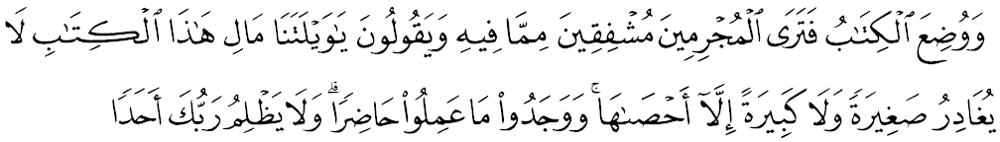 وَوُضِعَ ٱلۡكِتَٰبُ فَتَرَى ٱلۡمُجۡرِمِينَ مُشۡفِقِينَ مِمَّا فِيهِ وَيَقُولُونَ يَٰوَيۡلَتَنَا مَالِ هَٰذَا ٱلۡكِتَٰبِ لَا
يُغَادِرُ صَغِيرَةٗ وَلَا كَبِيرَةً إِلَّآ أَحۡصَىٰهَاۚ وَوَجَدُواْ مَا عَمِلُواْ حَاضِرٗاۗ وَلَا يَظۡلِمُ رَبُّكَ أَحَدٗا